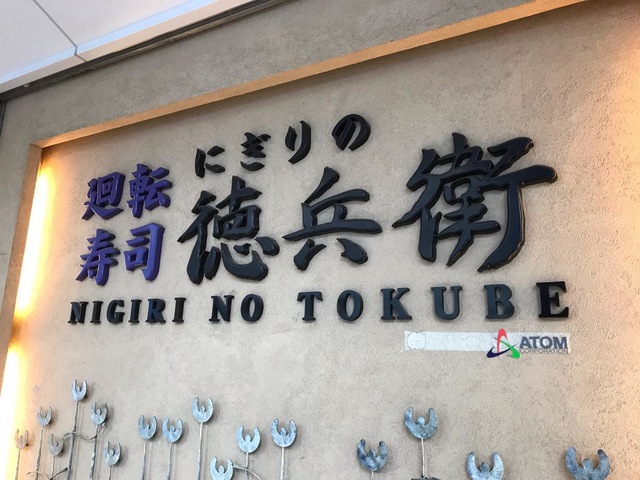 廻転
寿司
にぎりの
徳兵衛
NIGIRI NO TOKUBE
ATOM
CORPORATION